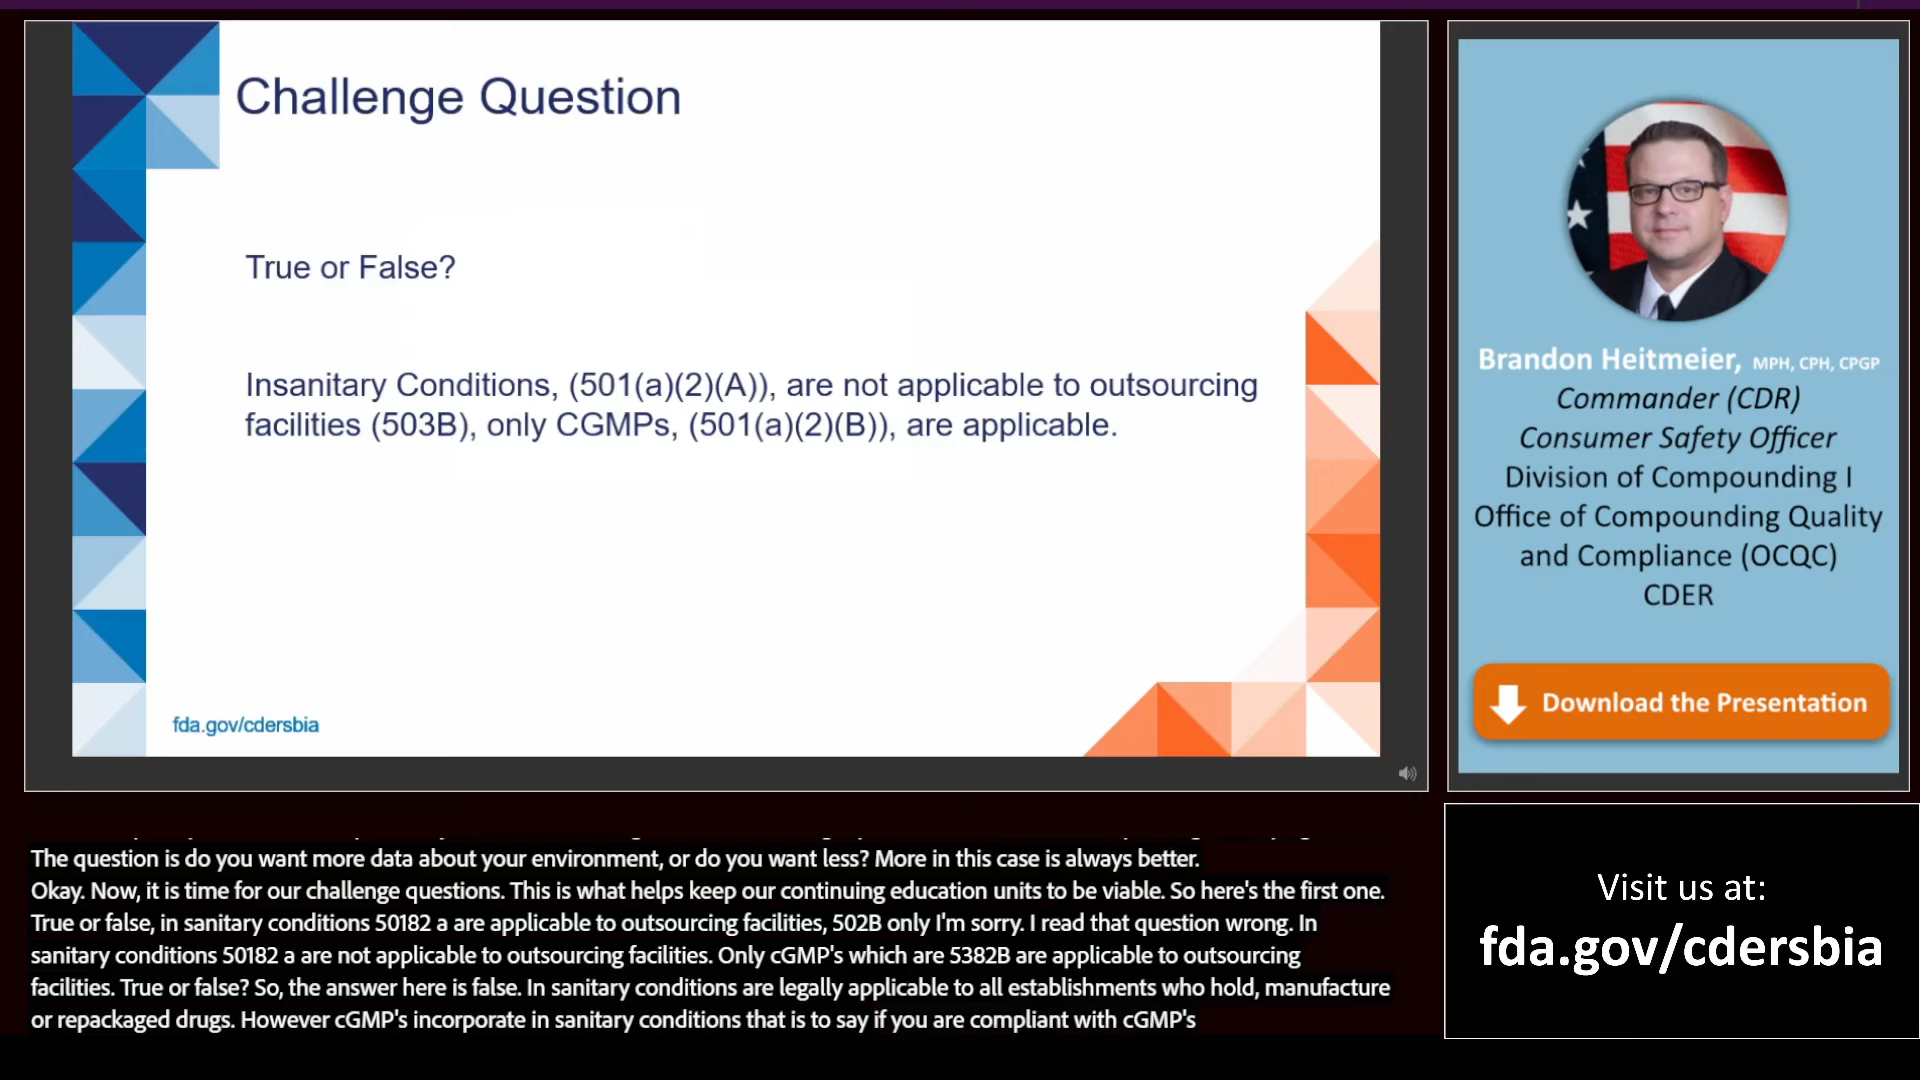 Challenge Question
True or False?
Insanitary Conditions, (501(a)(2)(A)), are not applicable to outsourcing
facilities (503B), only CGMPs, (501(a)(2)(B)), are applicable.
fda.gov/cdersbia
Brandon Heitmeier, MPH, CPH, CPGP
Commander (CDR)
Consumer Safety Officer
Division of Compounding I
Office of Compounding Quality
and Compliance (OCQC)
CDER
Download the Presentation
The question is do you want more data about your environment, or do you want less? More in this case is always better.
Okay. Now, it is time for our challenge questions. This is what helps keep our continuing education units to be viable. So here's the first one.
True or false, in sanitary conditions 50182 a are applicable to outsourcing facilities, 502B only I'm sorry. I read that question wrong. In
sanitary conditions 50182 a are not applicable to outsourcing facilities. Only cGMP's which are 5382B are applicable to outsourcing
facilities. True or false? So, the answer here is false. In sanitary conditions are legally applicable to all establishments who hold, manufacture
or repackaged drugs. However cGMP's incorporate in sanitary conditions that is to say if you are compliant with cGMP's
Visit us at:
fda.gov/cdersbia